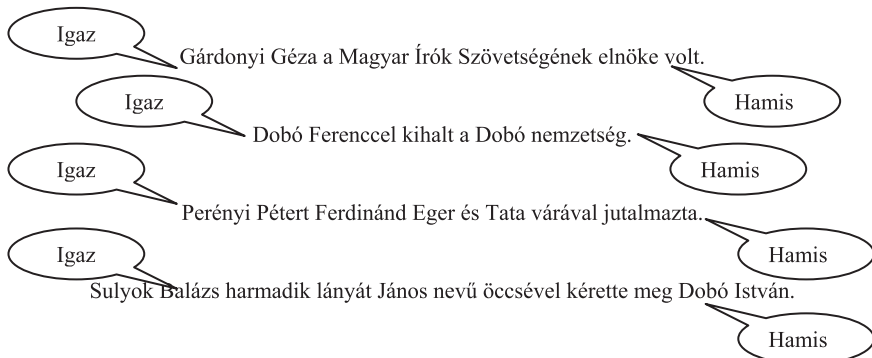 Igaz
Gárdonyi Géza a Magyar Írók Szövetségének elnöke volt.
Igaz
Hamis
Dobó Ferenccel kihalt a Dobó nemzetség.
Igaz
Hamis
Perényi Pétert Ferdinánd Eger és Tata várával jutalmazta.
Igaz
Hamis
Sulyok Balázs harmadik lányát János nevű öccsével kérette meg Dobó István.
Hamis